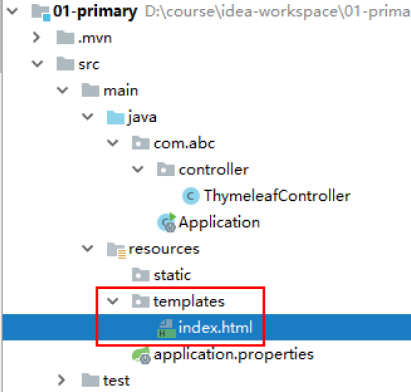 01-primary D:\course\idea-workspace\01-prima
.mvn
src
main
java
com.abc
controller
ThymeleafController
Application
resources
static
templates
index.html
application.properties
test